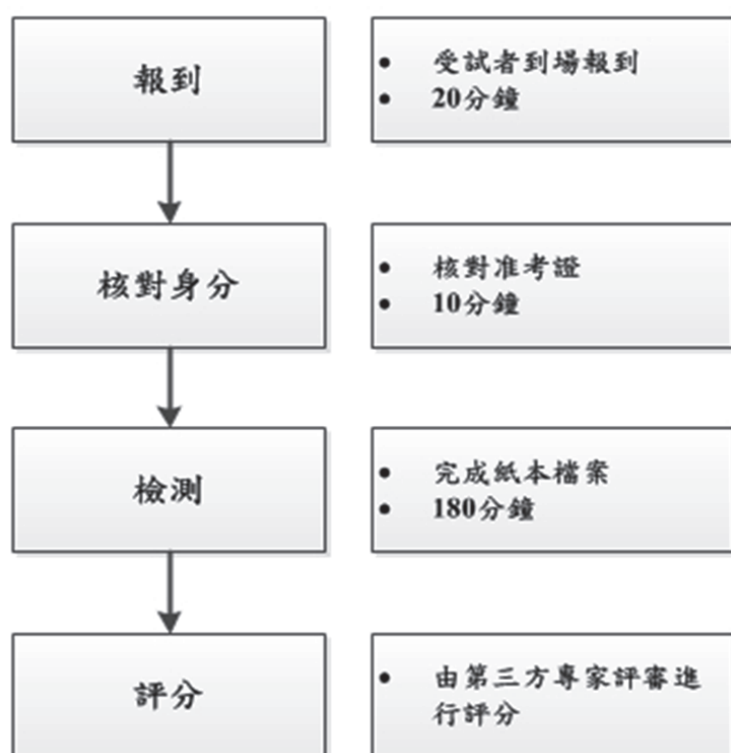 報到
• 受試者到場報到
• 20分鐘
核對身分
• 核對准考證
• 10分鐘
檢測
• 完成紙本檔案
• 180分鐘
評分
• 由第三方專家評審進
行評分